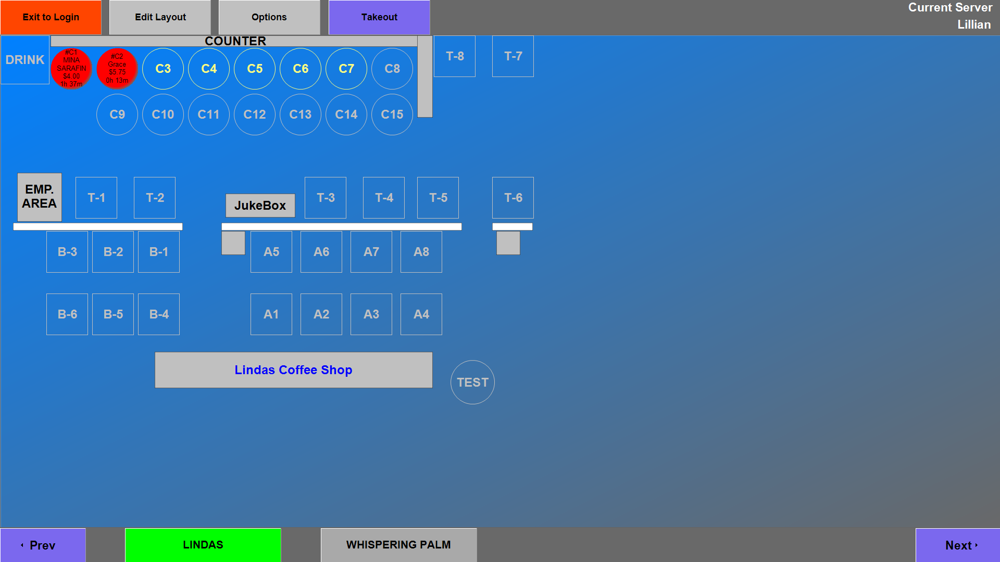 Exit to Login
Edit Layout
Options
Takeout
Current Server
Lillian
DRINK
COUNTER
#C1
MINA
SARAFIN
$4.00
1h 37m
#C2
Grace
$5.75
0h 13m
C3
C4
C5
C6
C7
C8
T-8
T-7
C9
C10
C11
C12
C13
C14
C15
EMP.
AREA
T-1
T-2
JukeBox
T-3
T-4
T-5
T-6
B-3
B-2
B-1
A5
A6
A7
A8
B-6
B-5
B-4
A1
A2
A3
A4
Lindas Coffee Shop
TEST
Prev
LINDAS
WHISPERING PALM
Next